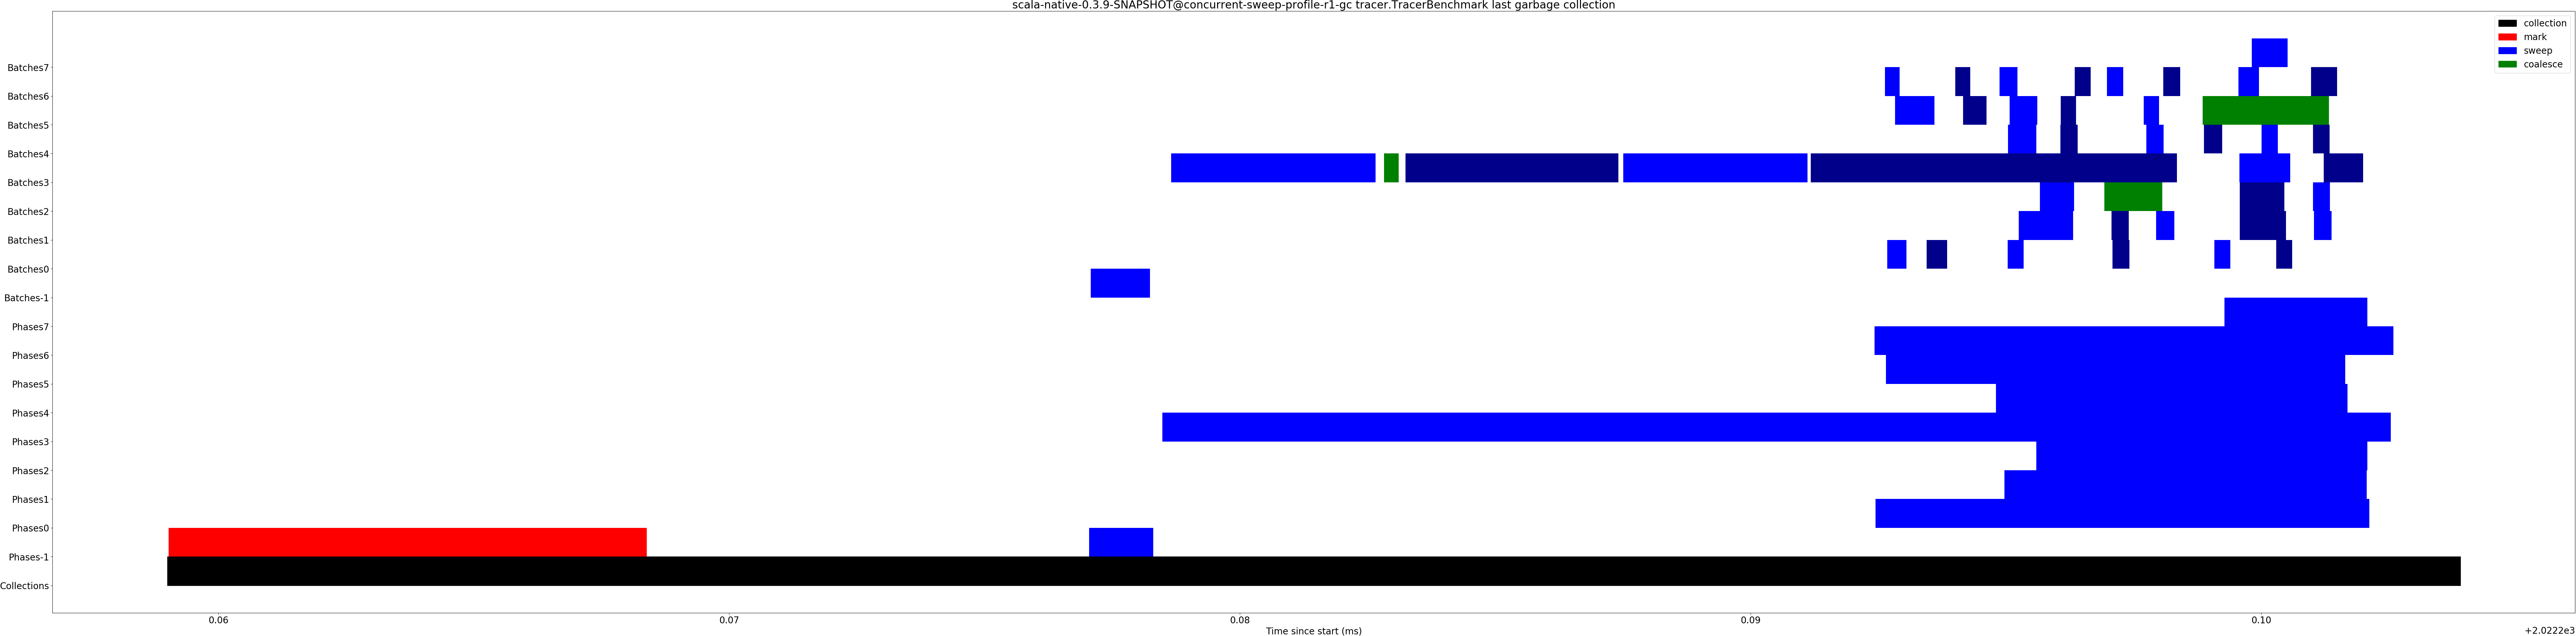 scala-native-0.3.9-SNAPSHOT@concurrent-sweep-profile-r1-gc tracer.TracerBenchmark last garbage collection
collection
mark
sweep
coalesce
Batches7
Batches6
Batches5
Batches4
Batches3
Batches2
Batches1
Batches0
Batches-1
Phases7
Phases6
Phases5
Phases4
Phases3
Phases2
Phases1
Phases0
Phases-1
Collections
0.06 0.07 0.08 0.09 0.10
Time since start (ms)
+2.0222e3